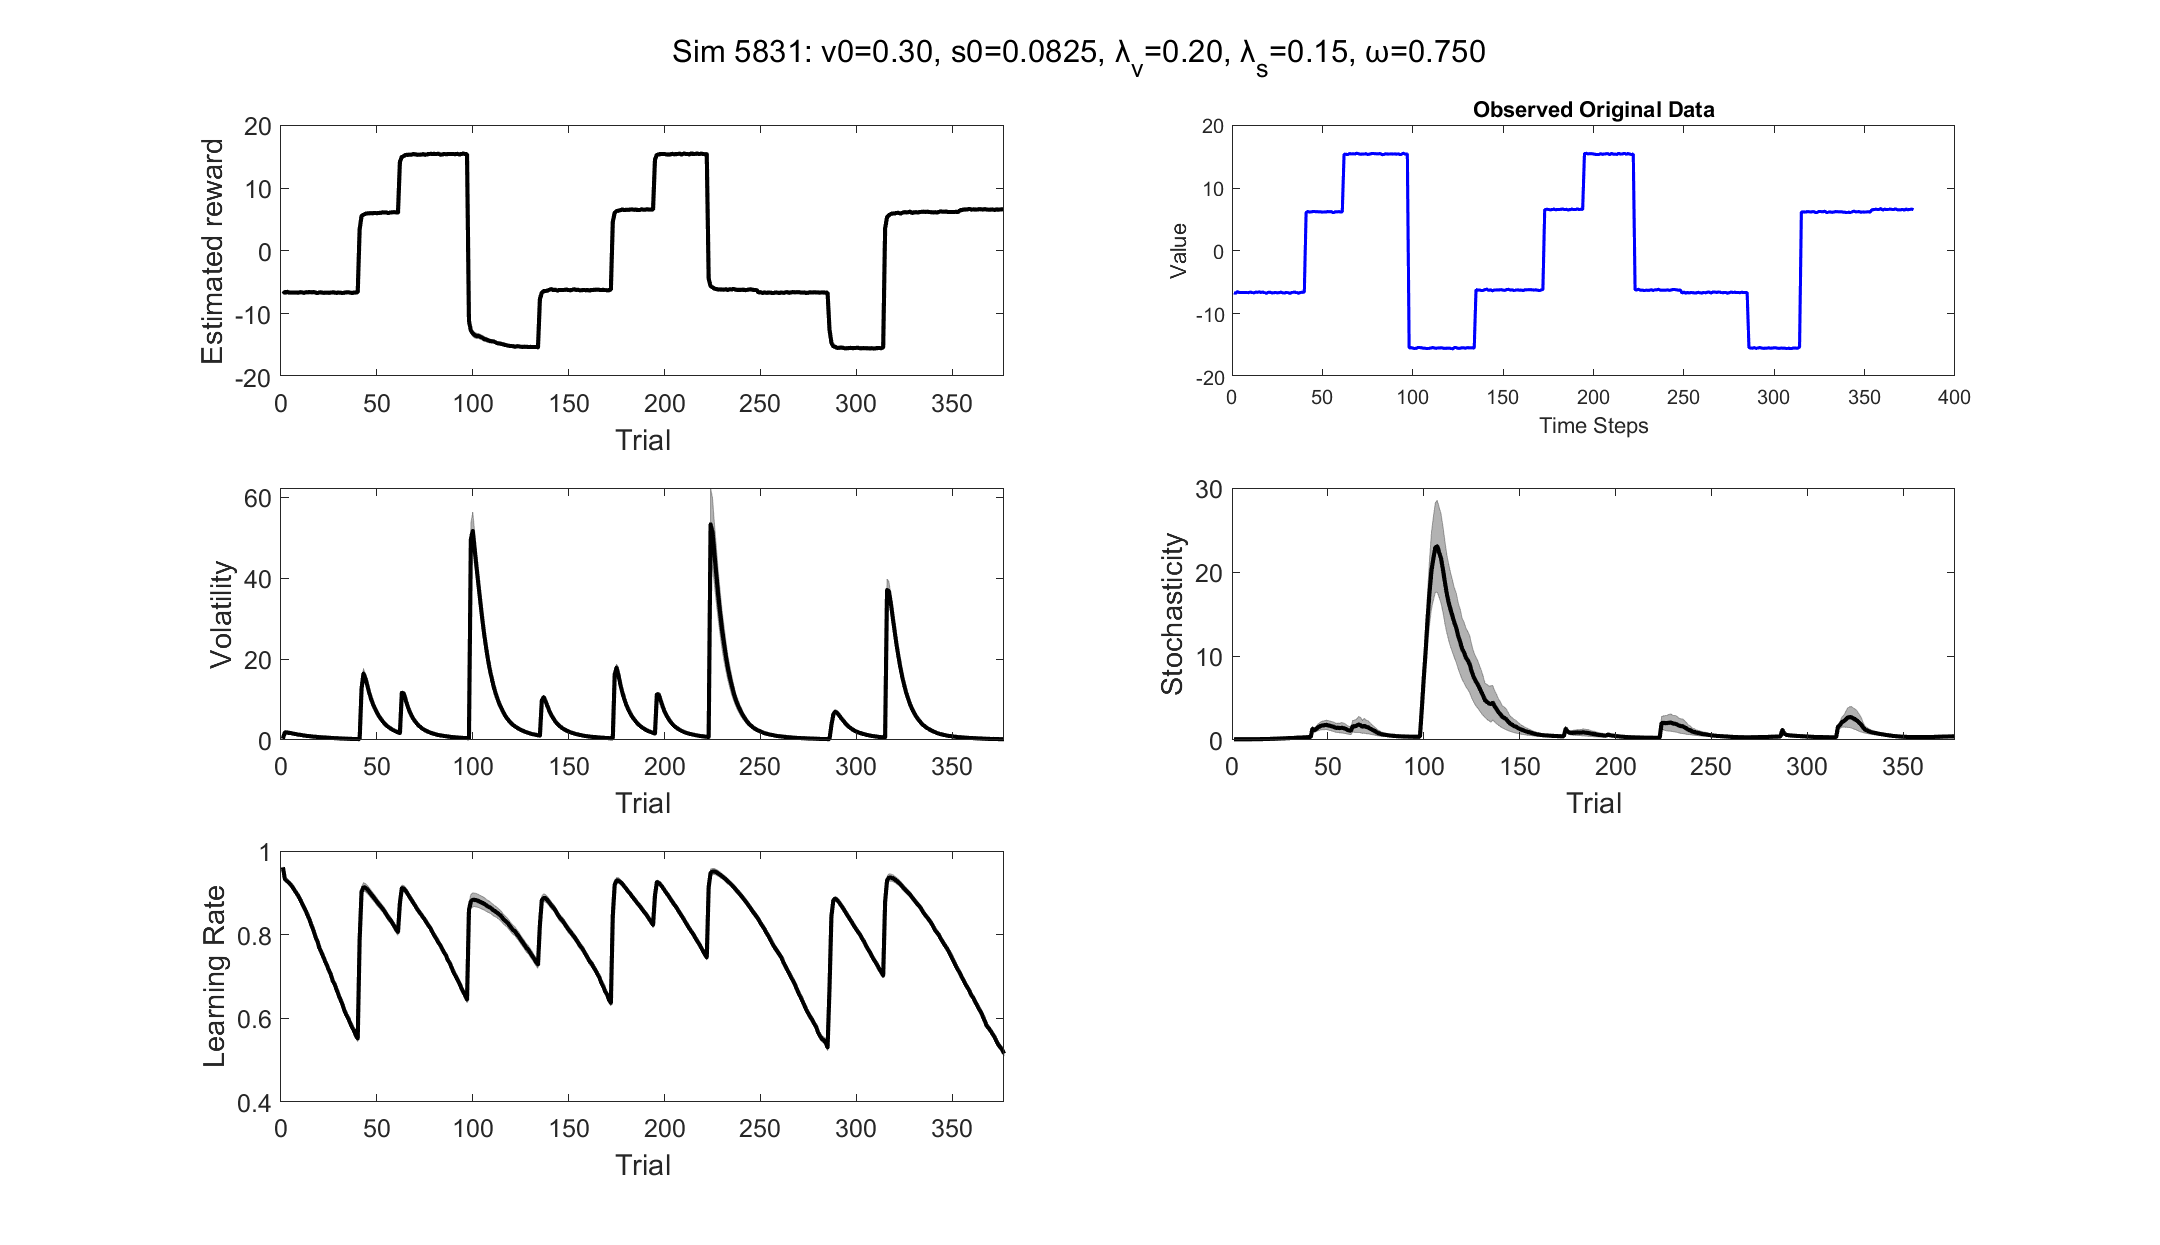 Sim 5831: v0=0.30, s0=0.0825, λ_v=0.20, λ_s=0.15, ω=0.750
Estimated reward
20
10
0
-10
-20
0 50 100 150 200 250 300 350
Trial
Observed Original Data
Value
20
10
0
-10
-20
0 50 100 150 200 250 300 350 400
Time Steps
Volatility
60
40
20
0
0 50 100 150 200 250 300 350
Trial
Stochasticity
30
20
10
0
0 50 100 150 200 250 300 350
Trial
Learning Rate
1
0.8
0.6
0.4
0 50 100 150 200 250 300 350
Trial